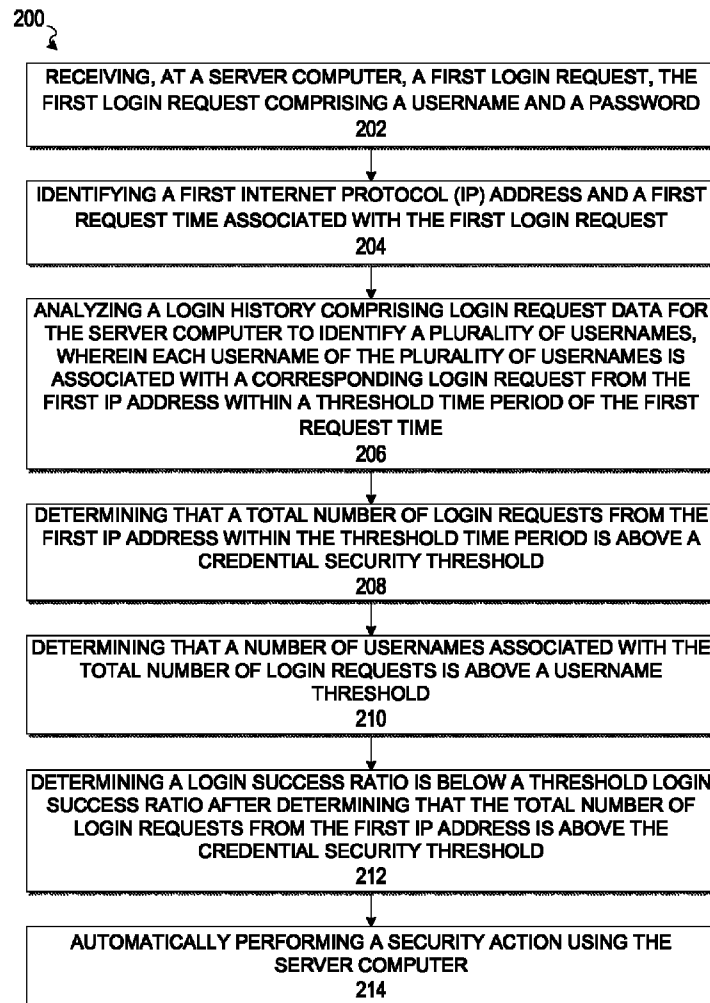 200
RECEIVING, AT A SERVER COMPUTER, A FIRST LOGIN REQUEST, THE
FIRST LOGIN REQUEST COMPRISING A USERNAME AND A PASSWORD
202
IDENTIFYING A FIRST INTERNET PROTOCOL (IP) ADDRESS AND A FIRST
REQUEST TIME ASSOCIATED WITH THE FIRST LOGIN REQUEST
204
ANALYZING A LOGIN HISTORY COMPRISING LOGIN REQUEST DATA FOR
THE SERVER COMPUTER TO IDENTIFY A PLURALITY OF USERNAMES,
WHEREIN EACH USERNAME OF THE PLURALITY OF USERNAMES IS
ASSOCIATED WITH A CORRESPONDING LOGIN REQUEST FROM THE
FIRST IP ADDRESS WITHIN A THRESHOLD TIME PERIOD OF THE FIRST
REQUEST TIME
206
DETERMINING THAT A TOTAL NUMBER OF LOGIN REQUESTS FROM THE
FIRST IP ADDRESS WITHIN THE THRESHOLD TIME PERIOD IS ABOVE A
CREDENTIAL SECURITY THRESHOLD
208
DETERMINING THAT A NUMBER OF USERNAMES ASSOCIATED WITH THE
TOTAL NUMBER OF LOGIN REQUESTS IS ABOVE A USERNAME
THRESHOLD
210
DETERMINING A LOGIN SUCCESS RATIO IS BELOW A THRESHOLD LOGIN
SUCCESS RATIO AFTER DETERMINING THAT THE TOTAL NUMBER OF
LOGIN REQUESTS FROM THE FIRST IP ADDRESS IS ABOVE THE
CREDENTIAL SECURITY THRESHOLD
212
AUTOMATICALLY PERFORMING A SECURITY ACTION USING THE
SERVER COMPUTER
214